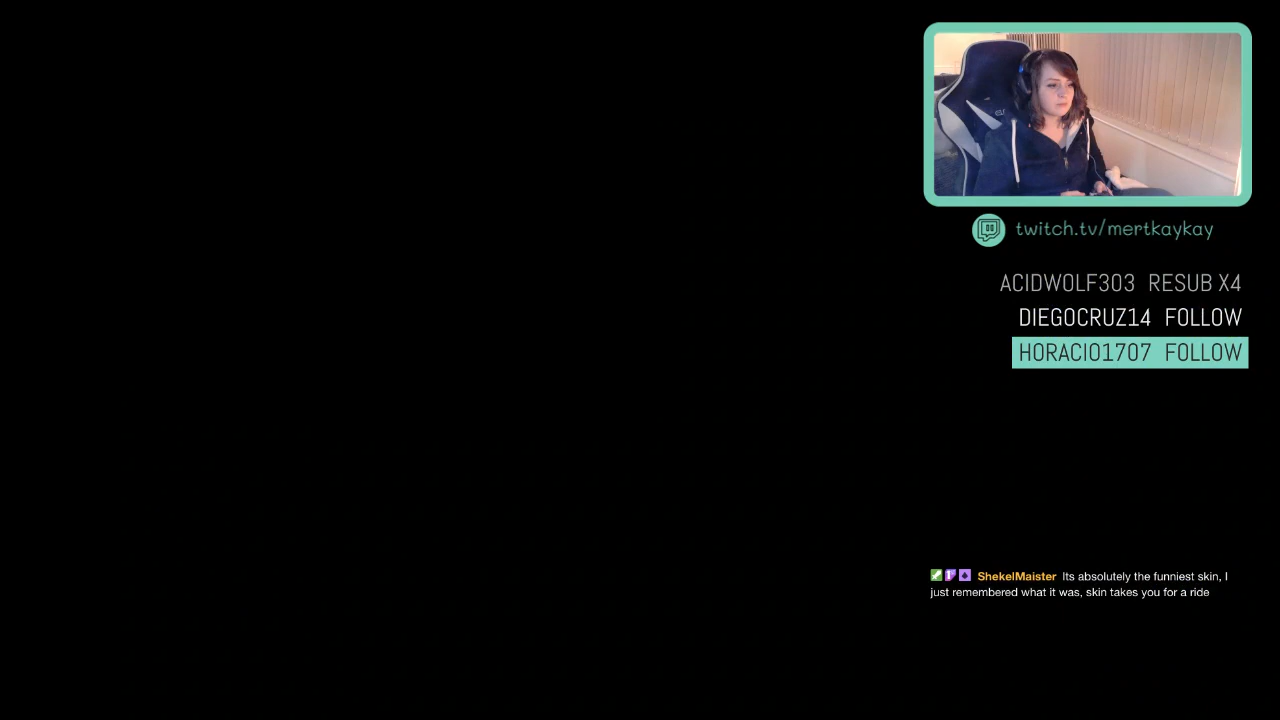 twitch.tv/mertkaykay
ACIDWOLF303 RESUB X4
DIEGOCRUZ14 FOLLOW
HORACIO1707 FOLLOW
ShekelMaister Its absolutely the funniest skin, I
just remembered what it was, skin takes you for a ride